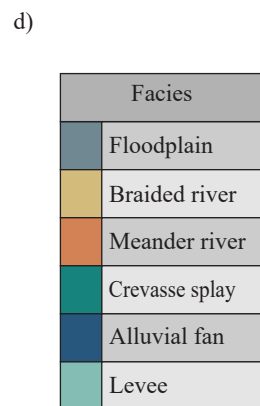 d)
Facies
Floodplain
Braided river
Meander river
Crevasse splay
Alluvial fan
Levee